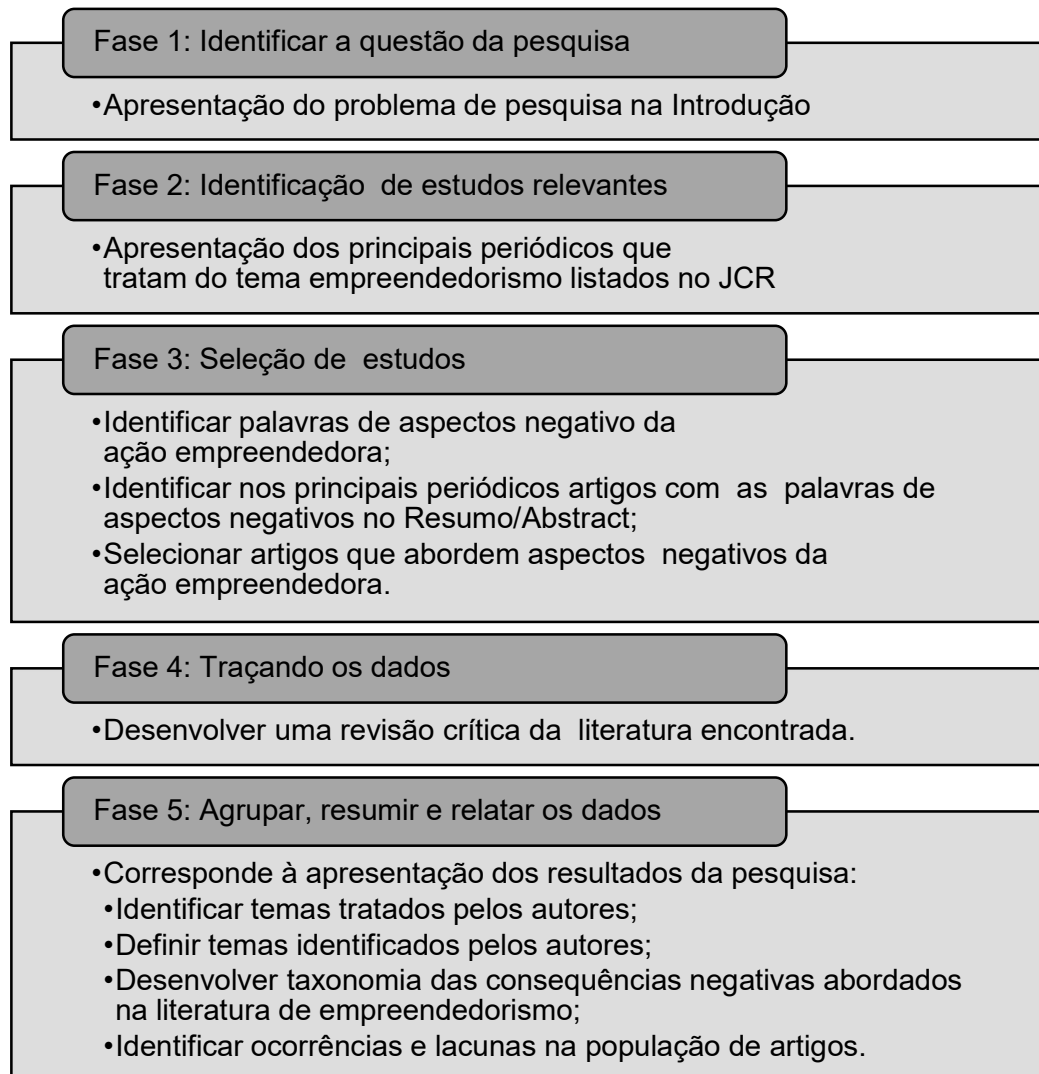 Fase 1: Identificar a questão da pesquisa
•Apresentação do problema de pesquisa na Introdução
Fase 2: Identificação  de estudos relevantes
•Apresentação dos principais periódicos que
tratam do tema empreendedorismo listados no JCR
Fase 3: Seleção de  estudos
•Identificar palavras de aspectos negativo da
ação empreendedora;
•Identificar nos principais periódicos artigos com  as  palavras de
aspectos negativos no Resumo/Abstract;
•Selecionar artigos que abordem aspectos  negativos da
ação empreendedora.
Fase 4: Traçando os dados
•Desenvolver uma revisão crítica da  literatura encontrada.
Fase 5: Agrupar, resumir e relatar os dados
•Corresponde à apresentação dos resultados da pesquisa:
•Identificar temas tratados pelos autores;
•Definir temas identificados pelos autores;
•Desenvolver taxonomia das consequências negativas abordados
na literatura de empreendedorismo;
•Identificar ocorrências e lacunas na população de artigos.